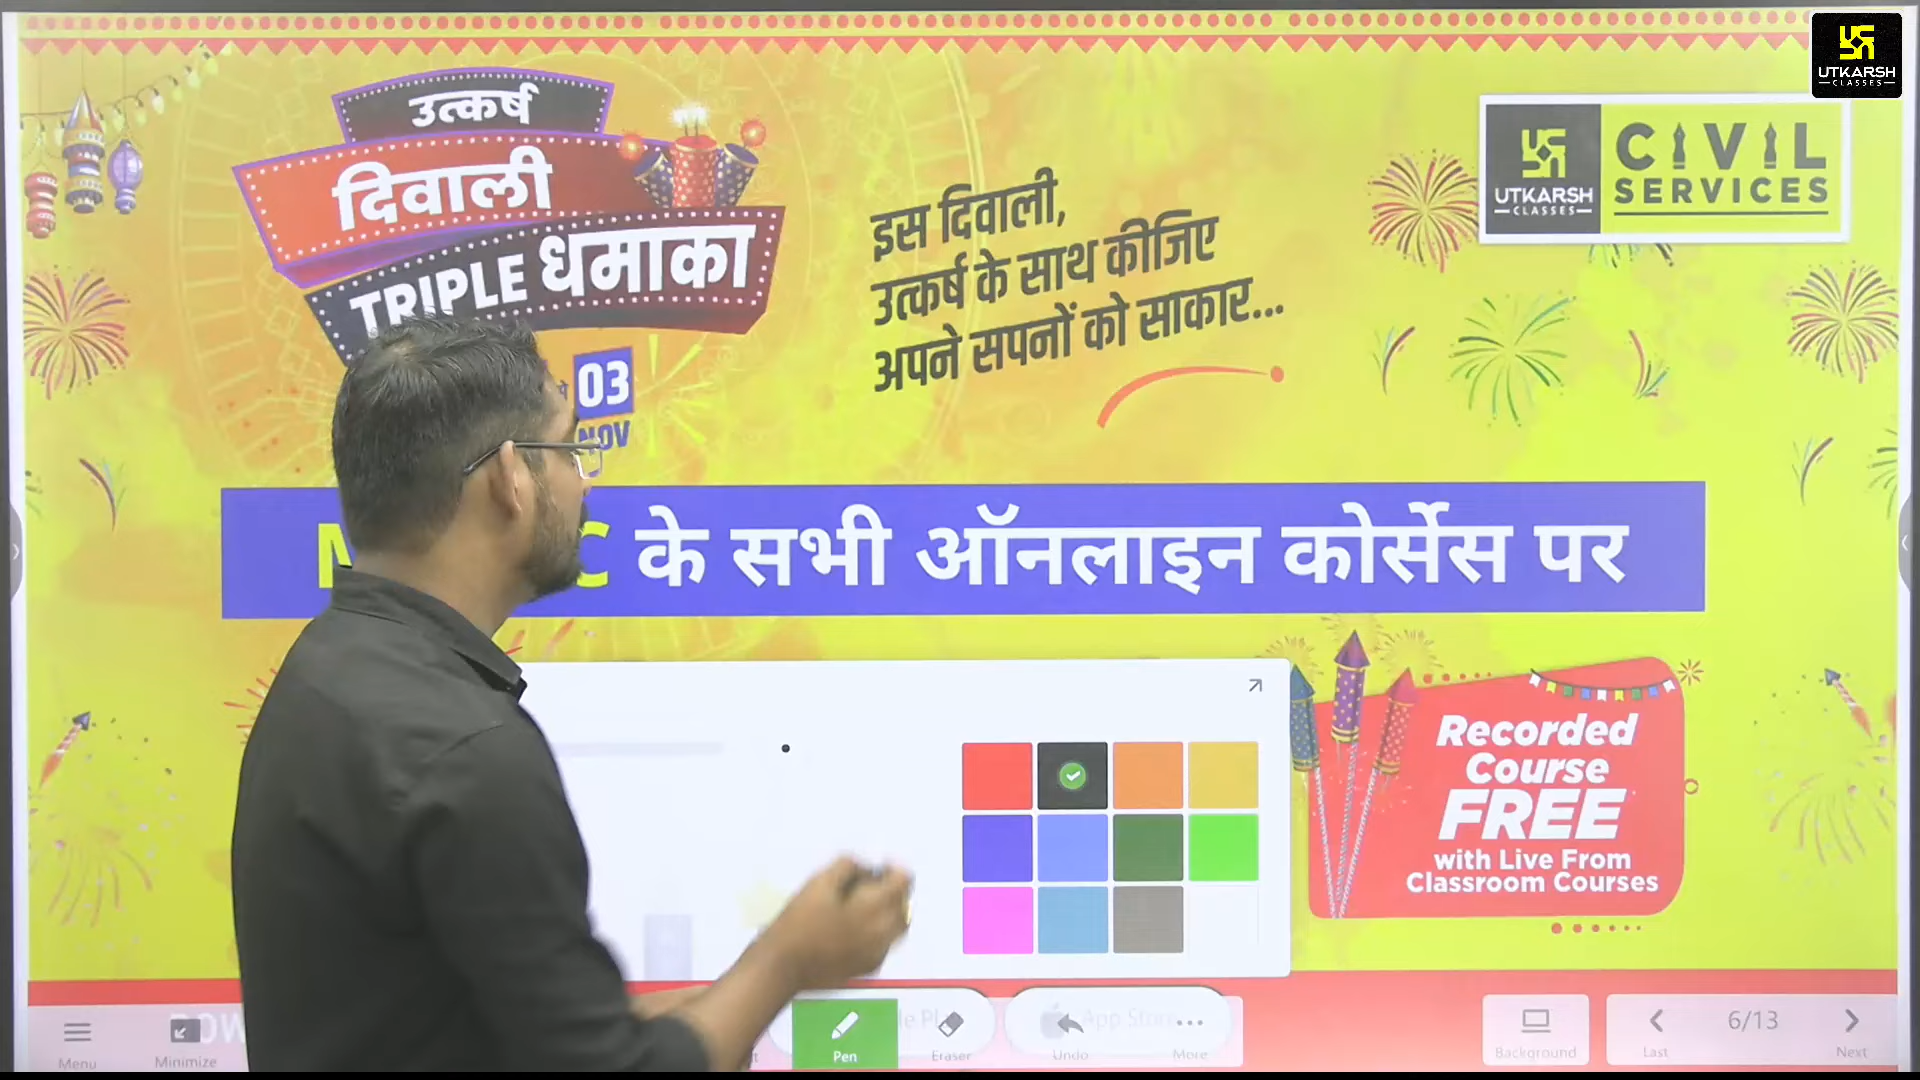 UTKARSH
CLASSES
उत्कर्ष
दिवाली
TRIPLE धमाका
03
NOV
इस दिवाली,
उत्कर्ष के साथ कीजिए
अपने सपनों को साकार...
UTKARSH
CLASSES
CIVIL
SERVICES
के सभी ऑनलाइन कोर्सेस पर
Recorded
Course
FREE
with Live From
Classroom Courses
Menu
Minimize
Pen
Eraser
App Store
Undo
More
Background
Last
6/13
Next